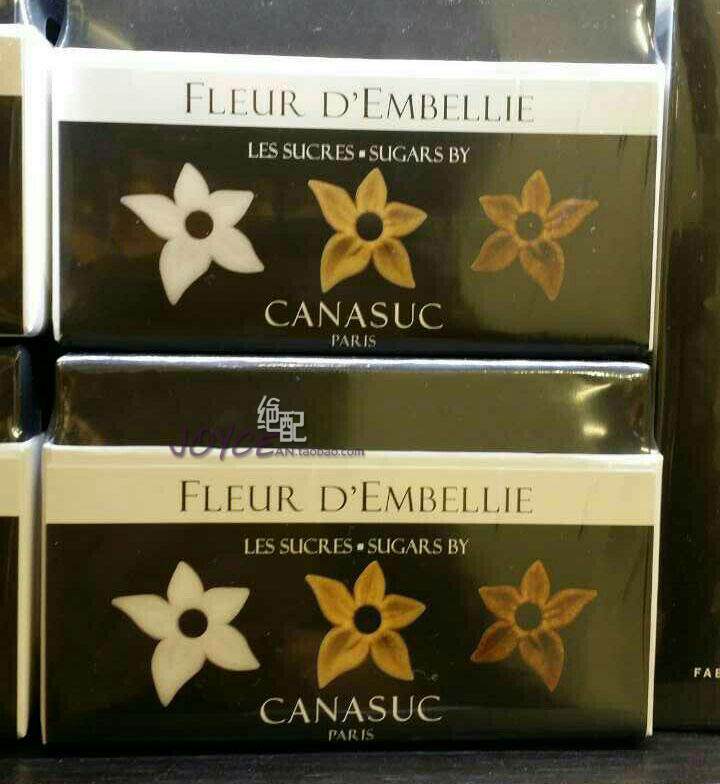 FLEUR D'EMBELLIE
LES SUCRES ▪ SUGARS BY
CANASUC
PARIS
绝配
JOYCE
AN.taobao.com
FLEUR D'EMBELLIE
LES SUCRES ▪ SUGARS BY
CANASUC
PARIS
FAB